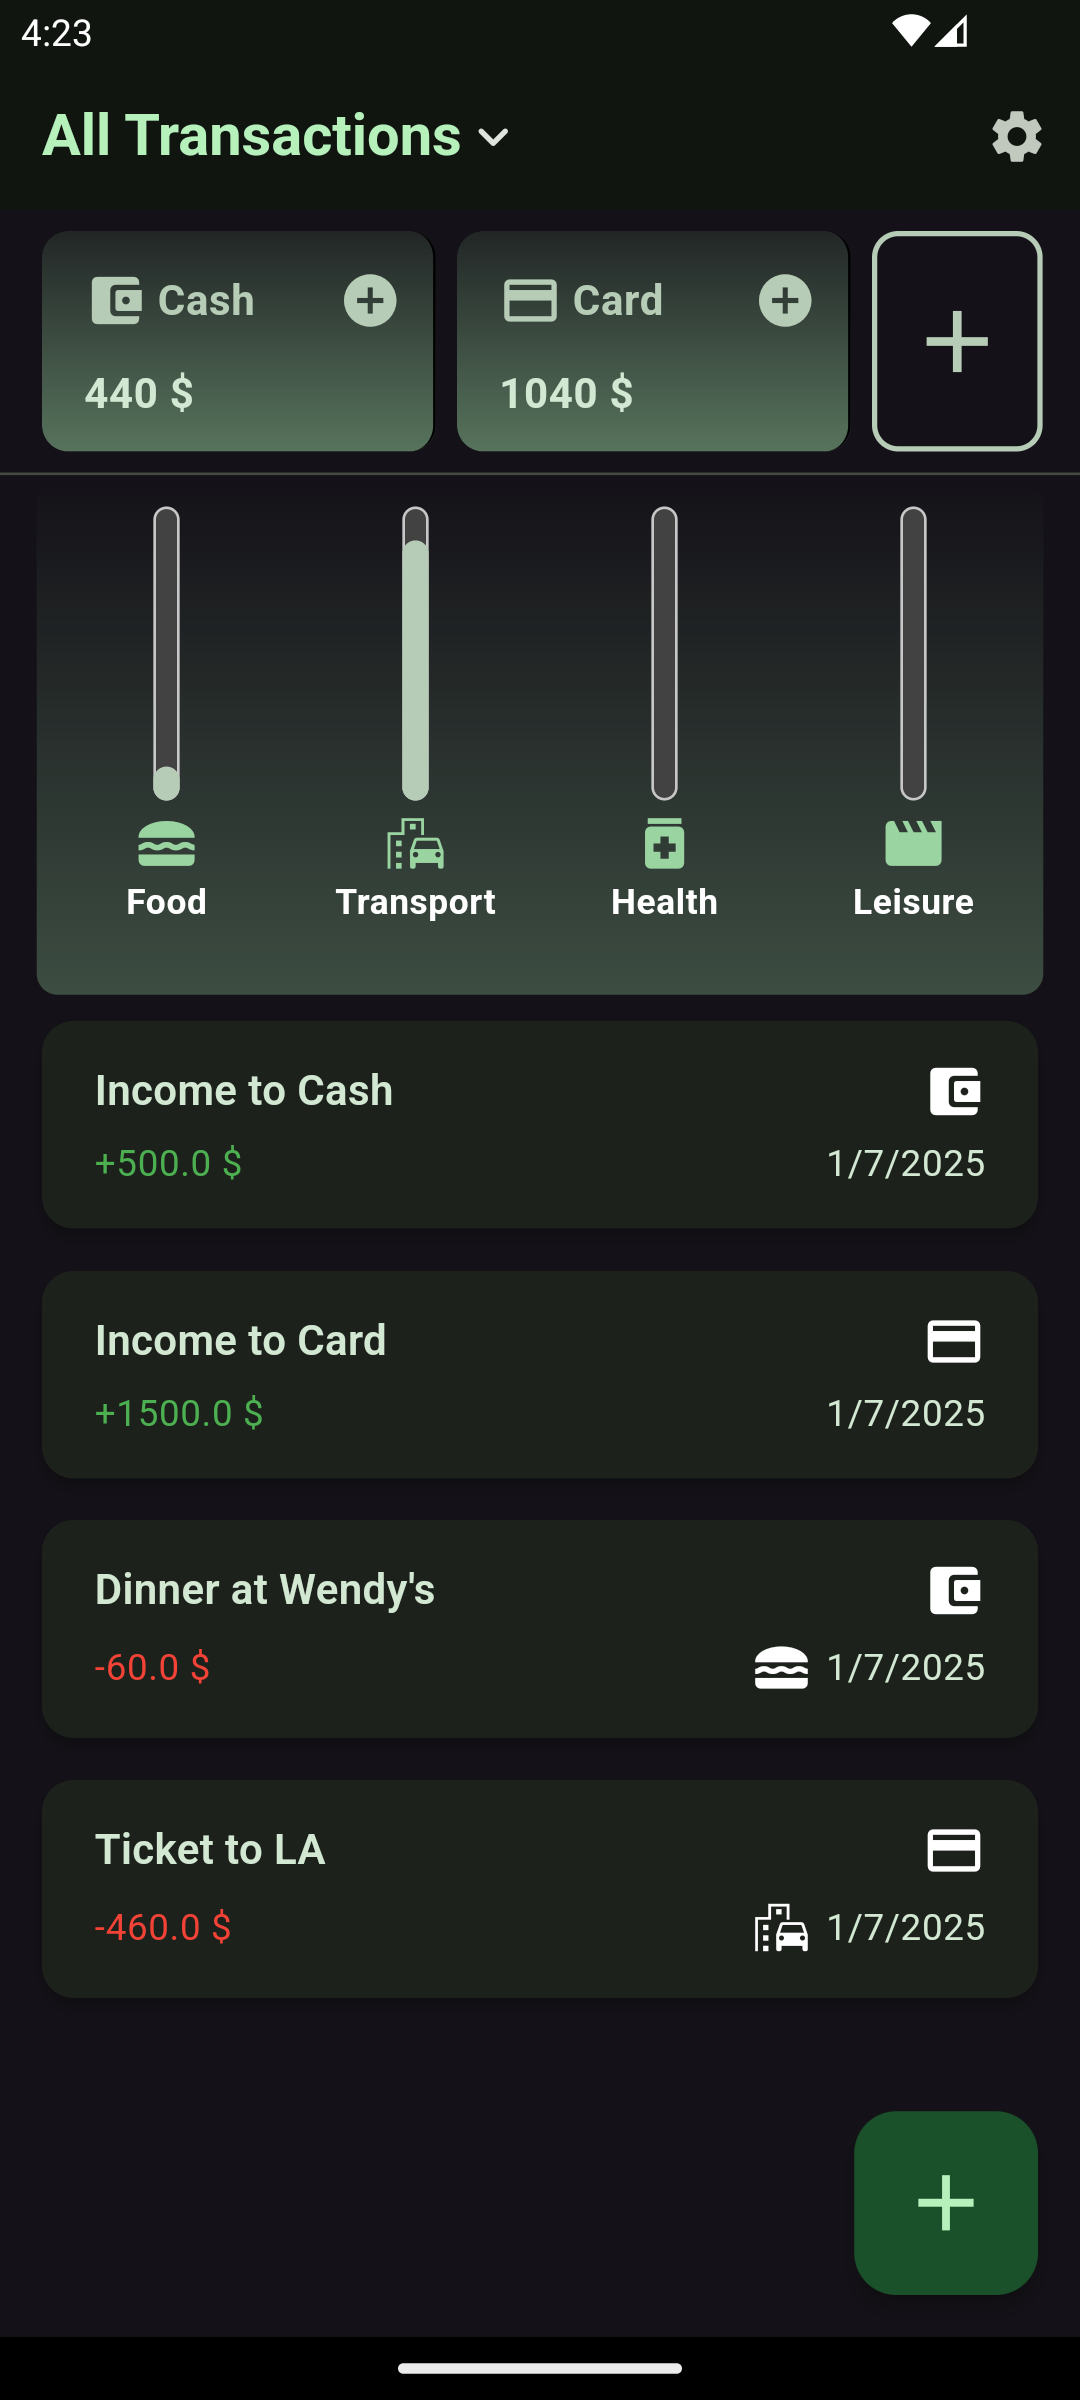 4:23
All Transactions
Cash
Card
440 $
1040 $
Food
Transport
Health
Leisure
Income to Cash
+500.0 $
1/7/2025
Income to Card
+1500.0 $
1/7/2025
Dinner at Wendy's
-60.0 $
1/7/2025
Ticket to LA
-460.0 $
1/7/2025